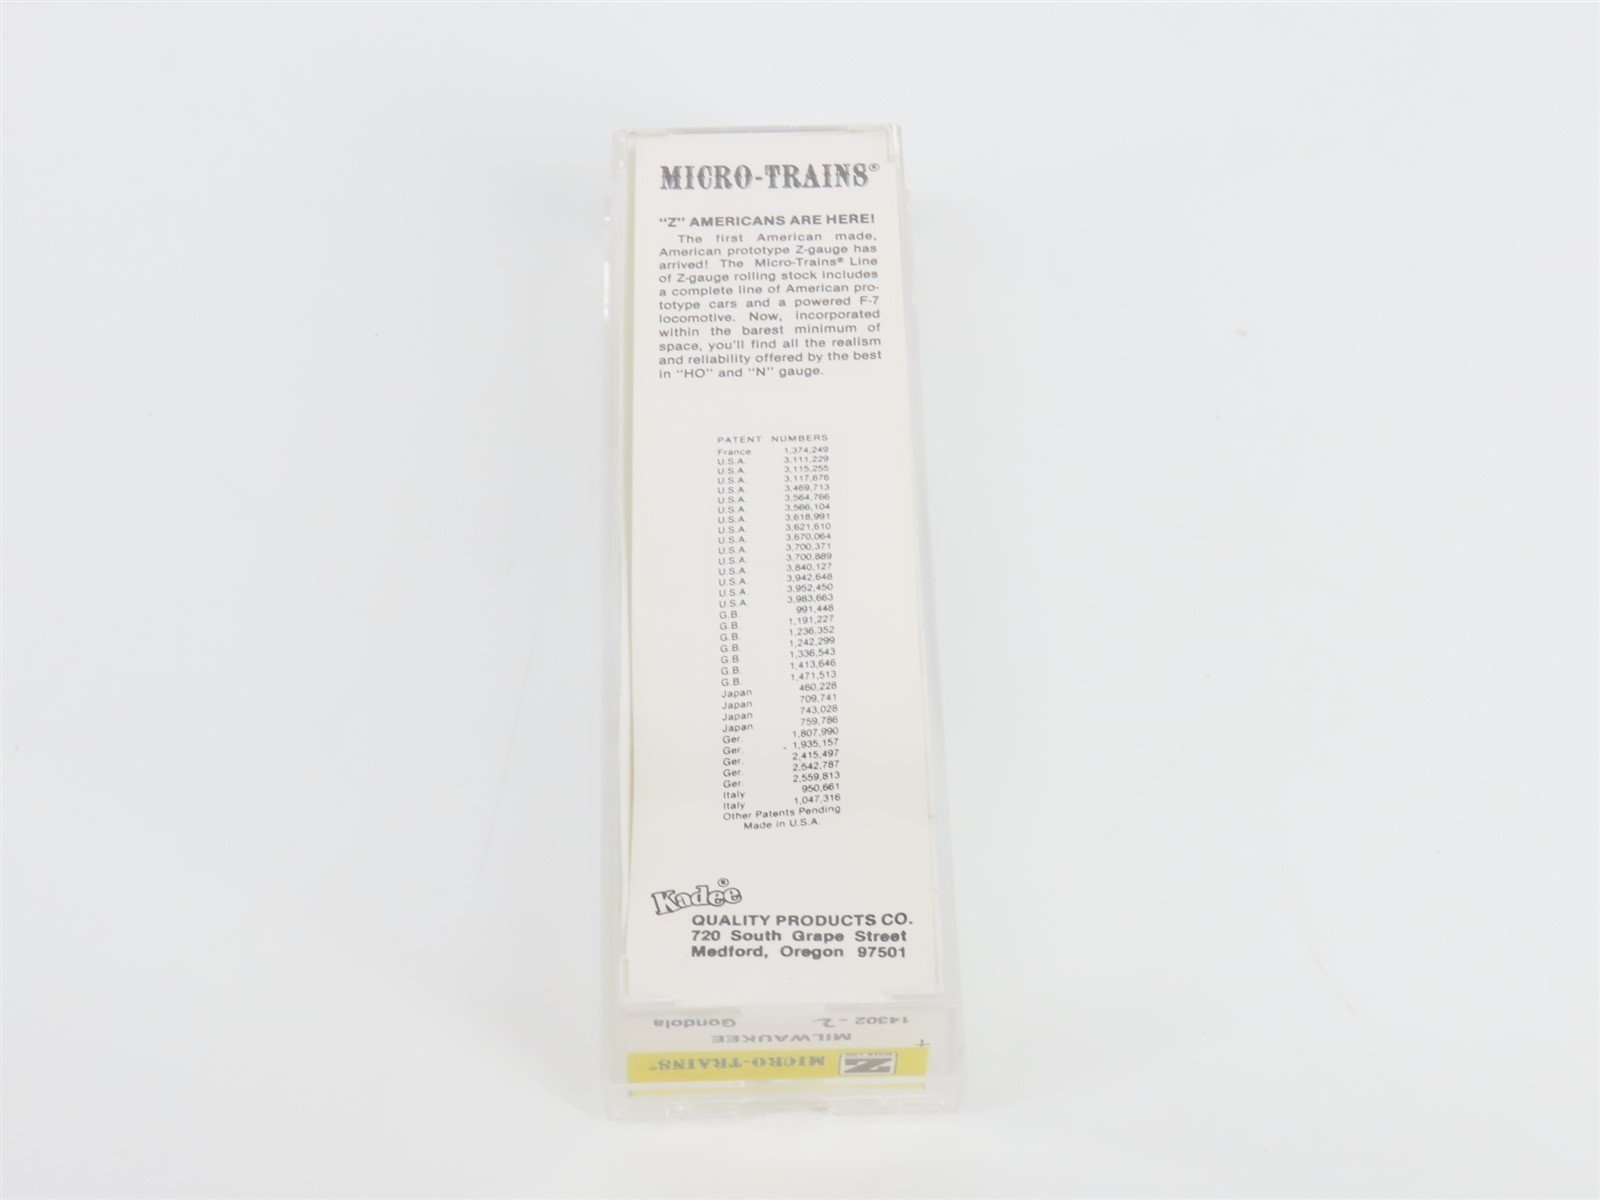 MICRO-TRAINS®
"Z" AMERICANS ARE HERE!
The first American made,
American prototype Z-gauge has
arrived! The Micro-Trains® Line
of Z-gauge rolling stock includes
a complete line of American pro-
totype cars and a powered F-7
locomotive. Now, incorporated
within the barest minimum of
space, you'll find all the realism
and reliability offered by the best
in "HO" and "N" gauge.
PATENT NUMBERS
France 1,374,249
U.S.A. 3,111,229
U.S.A. 3,115,255
U.S.A. 3,117,676
U.S.A. 3,469,713
U.S.A. 3,564,766
U.S.A. 3,566,104
U.S.A. 3,618,991
U.S.A. 3,621,610
U.S.A. 3,670,064
U.S.A. 3,700,371
U.S.A. 3,700,889
U.S.A. 3,840,127
U.S.A. 3,942,648
U.S.A. 3,952,450
U.S.A. 3,983,663
G.B. 991,448
G.B. 1,191,227
G.B. 1,236,352
G.B. 1,242,299
G.B. 1,336,543
G.B. 1,413,646
G.B. 1,471,513
Japan 460,228
Japan 709,741
Japan 743,028
Japan 759,786
Ger. 1,807,990
Ger. 1,935,157
Ger. 2,415,497
Ger. 2,542,787
Ger. 2,559,813
Italy 950,661
Italy 1,047,316
Other Patents Pending
Made in U.S.A.
Kadee®
QUALITY PRODUCTS CO.
720 South Grape Street
Medford, Oregon 97501
Z MICRO-TRAINS®
MILWAUKEE
14302-2 Gondola